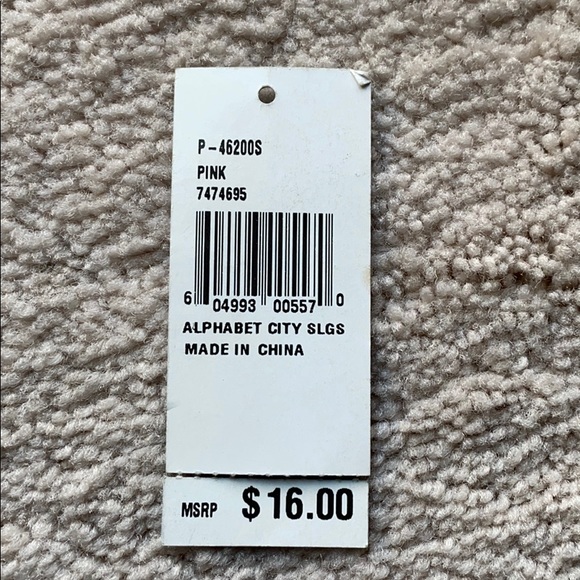 P-46200S
PINK
7474695
6 04993 00557 0
ALPHABET CITY SLGS
MADE IN CHINA
MSRP $16.00